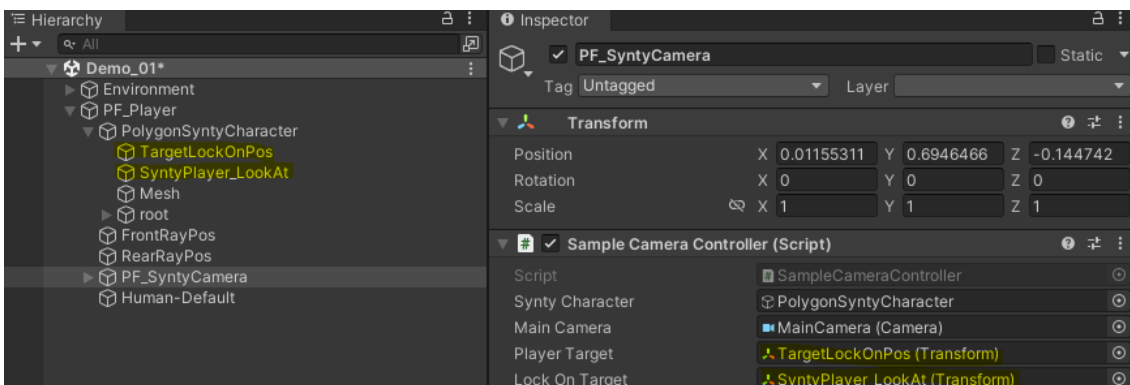 Hierarchy
All
Demo_01*
Environment
PF_Player
PolygonSyntyCharacter
TargetLockOnPos
SyntyPlayer_LookAt
Mesh
root
FrontRayPos
RearRayPos
PF_SyntyCamera
Human-Default
Inspector
PF_SyntyCamera Static
Tag Untagged Layer
Transform
Position X 0.01155311 Y 0.6946466 Z -0.144742
Rotation X 0 Y 0 Z 0
Scale X 1 Y 1 Z 1
# Sample Camera Controller (Script)
Script SampleCameraController
Synty Character PolygonSyntyCharacter
Main Camera MainCamera (Camera)
Player Target TargetLockOnPos (Transform)
Lock On Target SyntyPlayer_LookAt (Transform)